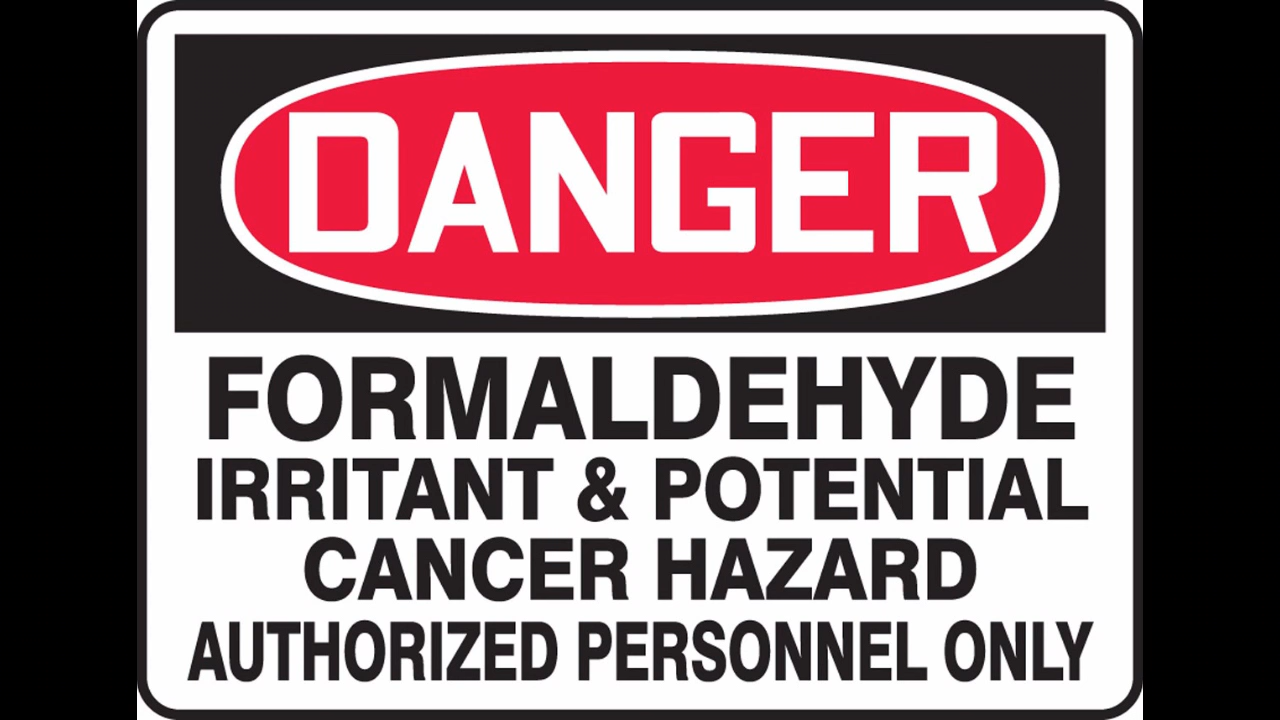 DANGER
FORMALDEHYDE
IRRITANT & POTENTIAL
CANCER HAZARD
AUTHORIZED PERSONNEL ONLY